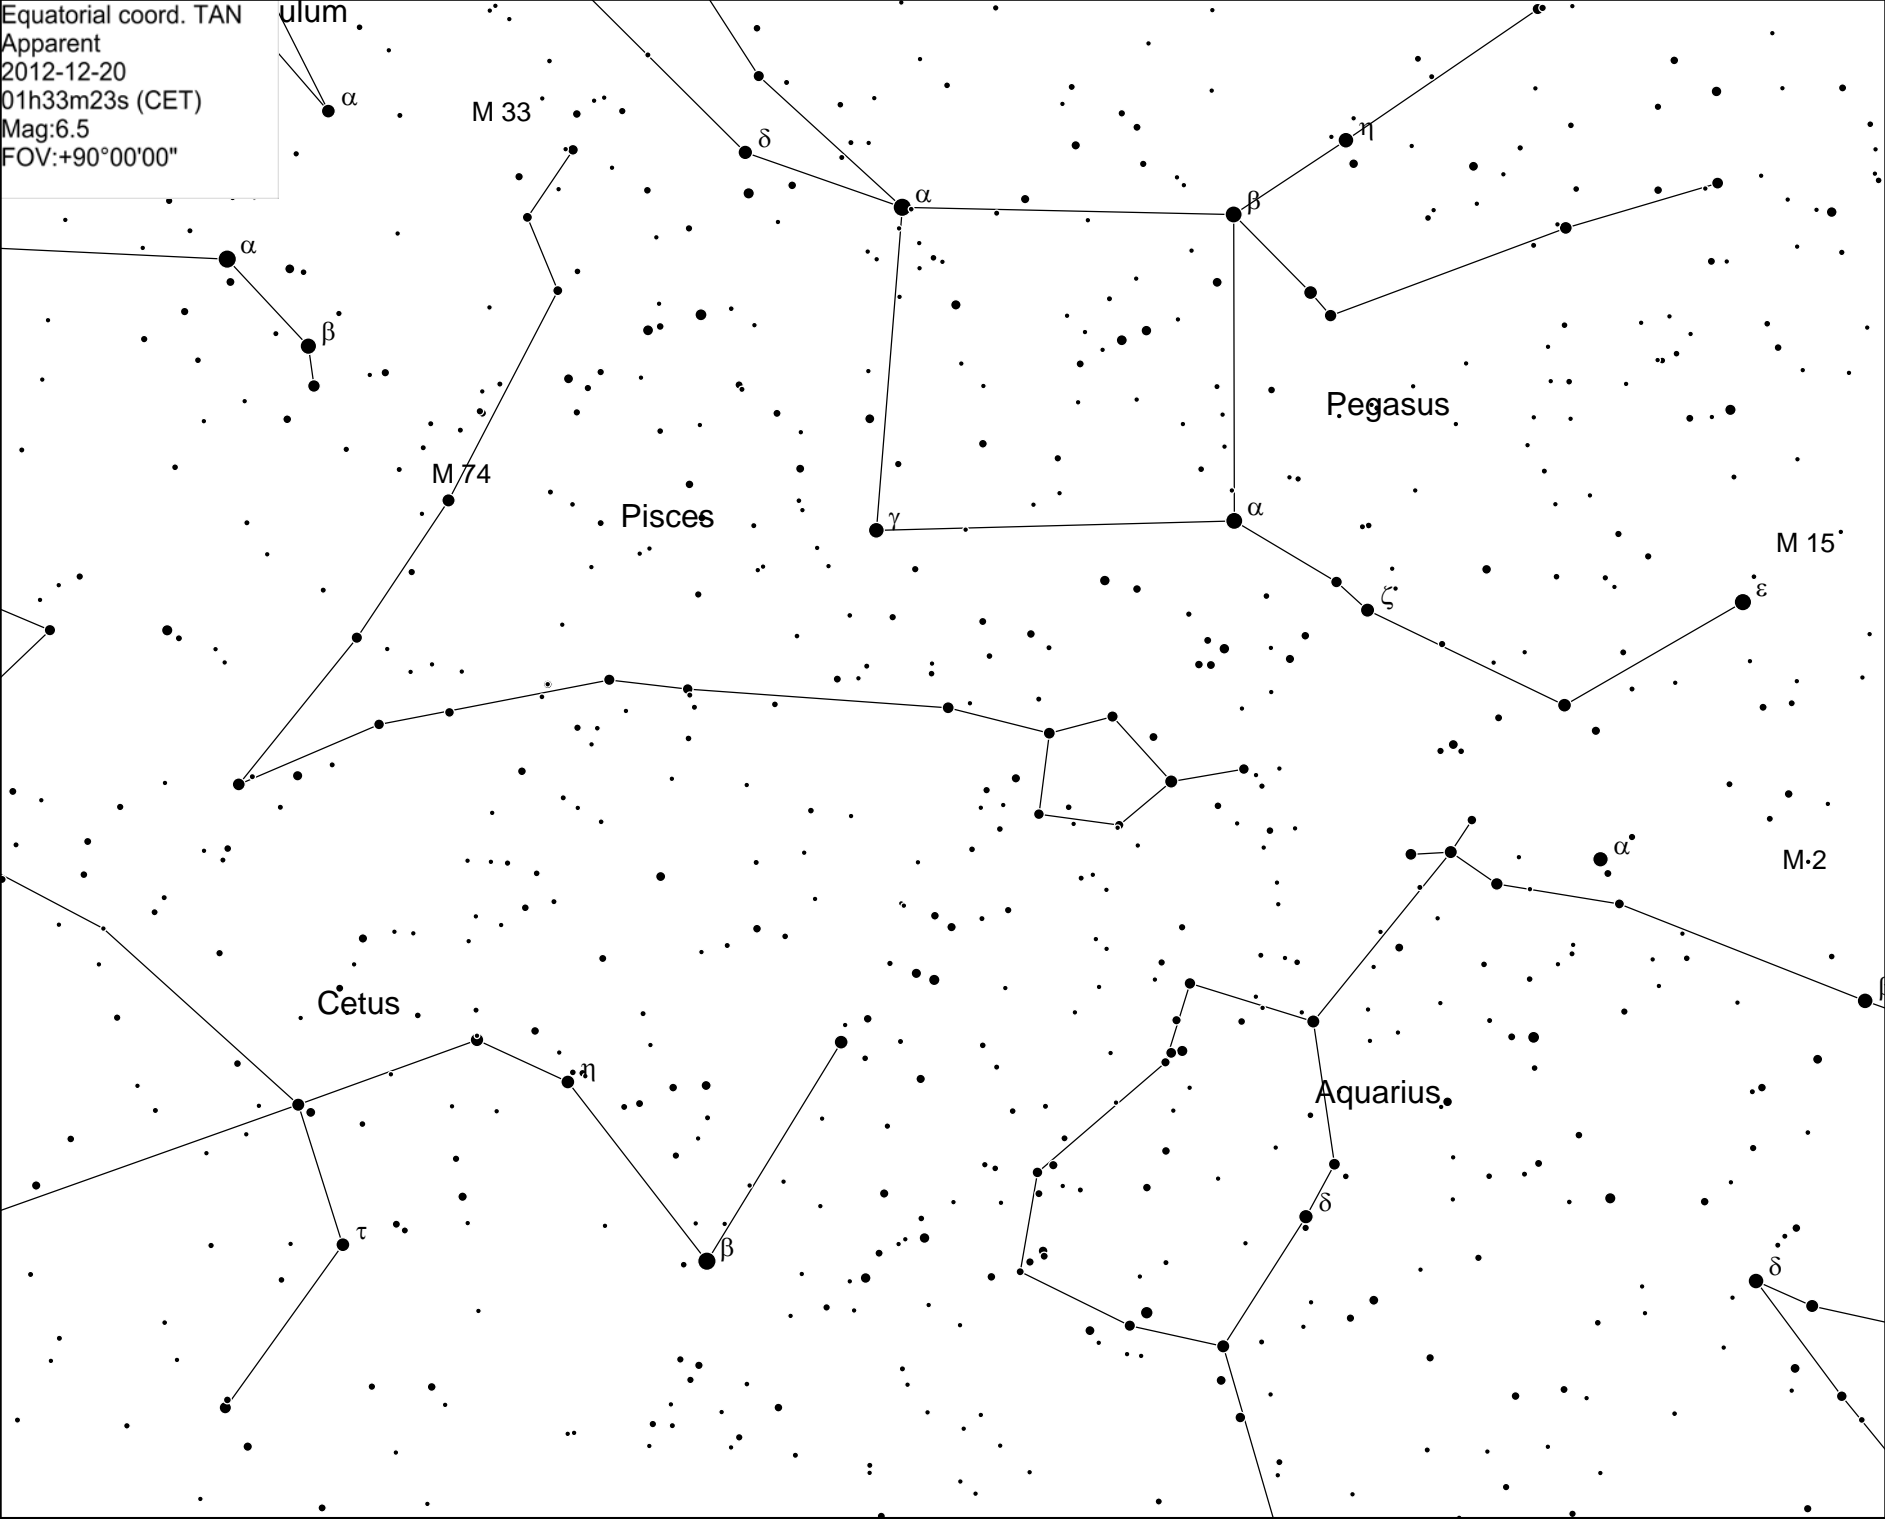 Equatorial coord. TAN
Apparent
2012-12-20
01h33m23s (CET)
Mag:6.5
FOV:+90°00'00"
ulum
α
M 33
δ
α
β
η
α
β
Pegasus
M 74
Pisces
γ
α
M 15
ζ
ε
α
M 2
β
Cetus
η
Aquarius
τ
β
δ
δ